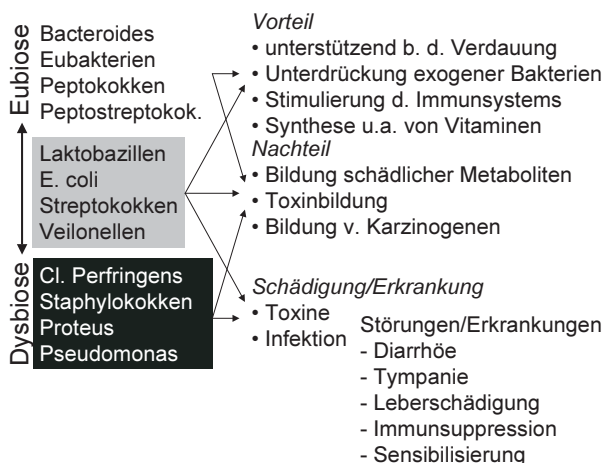 Eubiose
Bacteroides
Eubakterien
Peptokokken
Peptostreptokok.
Laktobazillen
E. coli
Streptokokken
Veilonellen
Dysbiose
Cl. Perfringens
Staphylokokken
Proteus
Pseudomonas
Vorteil
• unterstützend b. d. Verdauung
• Unterdrückung exogener Bakterien
• Stimulierung d. Immunsystems
• Synthese u.a. von Vitaminen
Nachteil
• Bildung schädlicher Metaboliten
• Toxinbildung
• Bildung v. Karzinogenen
Schädigung/Erkrankung
• Toxine
• Infektion
Störungen/Erkrankungen
- Diarrhöe
- Tympanie
- Leberschädigung
- Immunsuppression
- Sensibilisierung